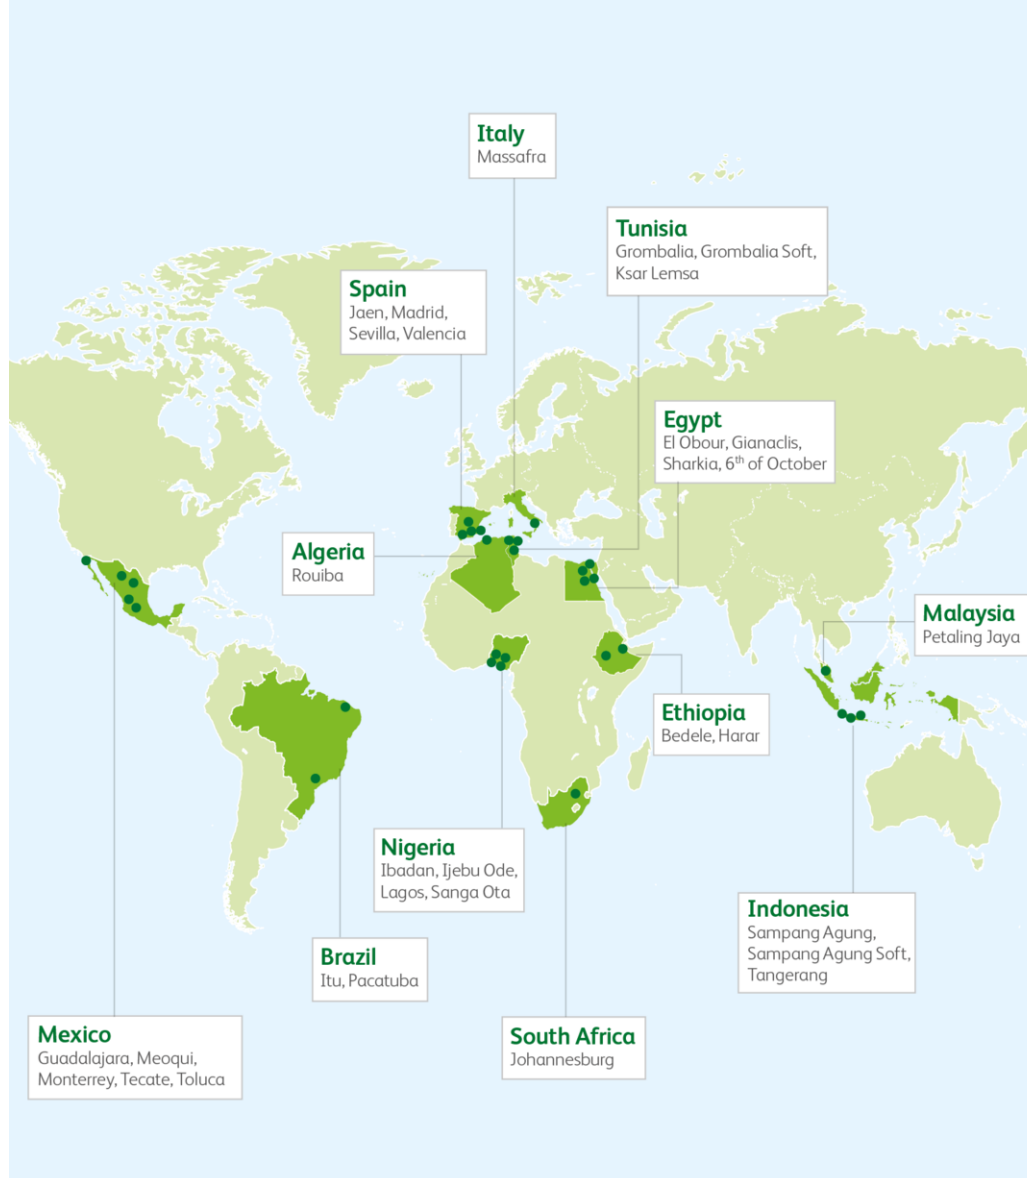 Italy
Massafra
Tunisia
Grombalia, Grombalia Soft,
Ksar Lemsa
Spain
Jaen, Madrid,
Sevilla, Valencia
Egypt
El Obour, Gianaclis,
Sharkia, 6th of October
Algeria
Rouiba
Malaysia
Petaling Jaya
Ethiopia
Bedele, Harar
Nigeria
Ibadan, Ijebu Ode,
Lagos, Sanga Ota
Indonesia
Sampang Agung,
Sampang Agung Soft,
Tangerang
Brazil
Itu, Pacatuba
Mexico
Guadalajara, Meoqui,
Monterrey, Tecate, Toluca
South Africa
Johannesburg